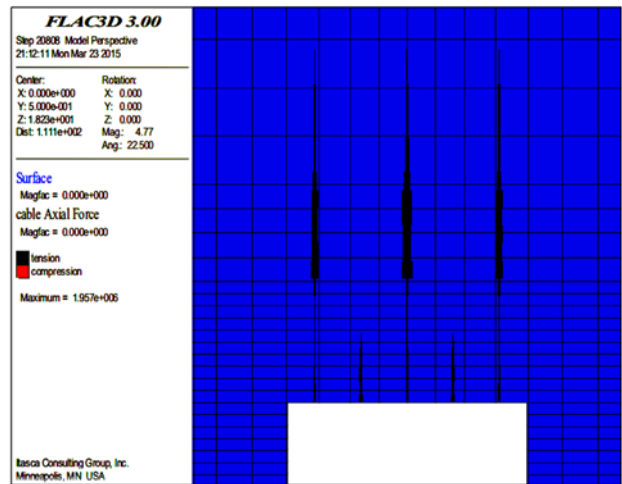 FLAC3D 3.00
Step 20808 Model Perspective
21:12:11 Mon Mar 23 2015
Center: Rotation:
X: 0.000e+000 X: 0.000
Y: 5.000e-001 Y: 0.000
Z: 1.823e+001 Z: 0.000
Dist: 1.111e+002 Mag.: 4.77
Ang.: 22.500
Surface
Magfac = 0.000e+000
cable Axial Force
Magfac = 0.000e+000
tension
compression
Maximum = 1.957e+006
Itasca Consulting Group, Inc.
Minneapolis, MN USA